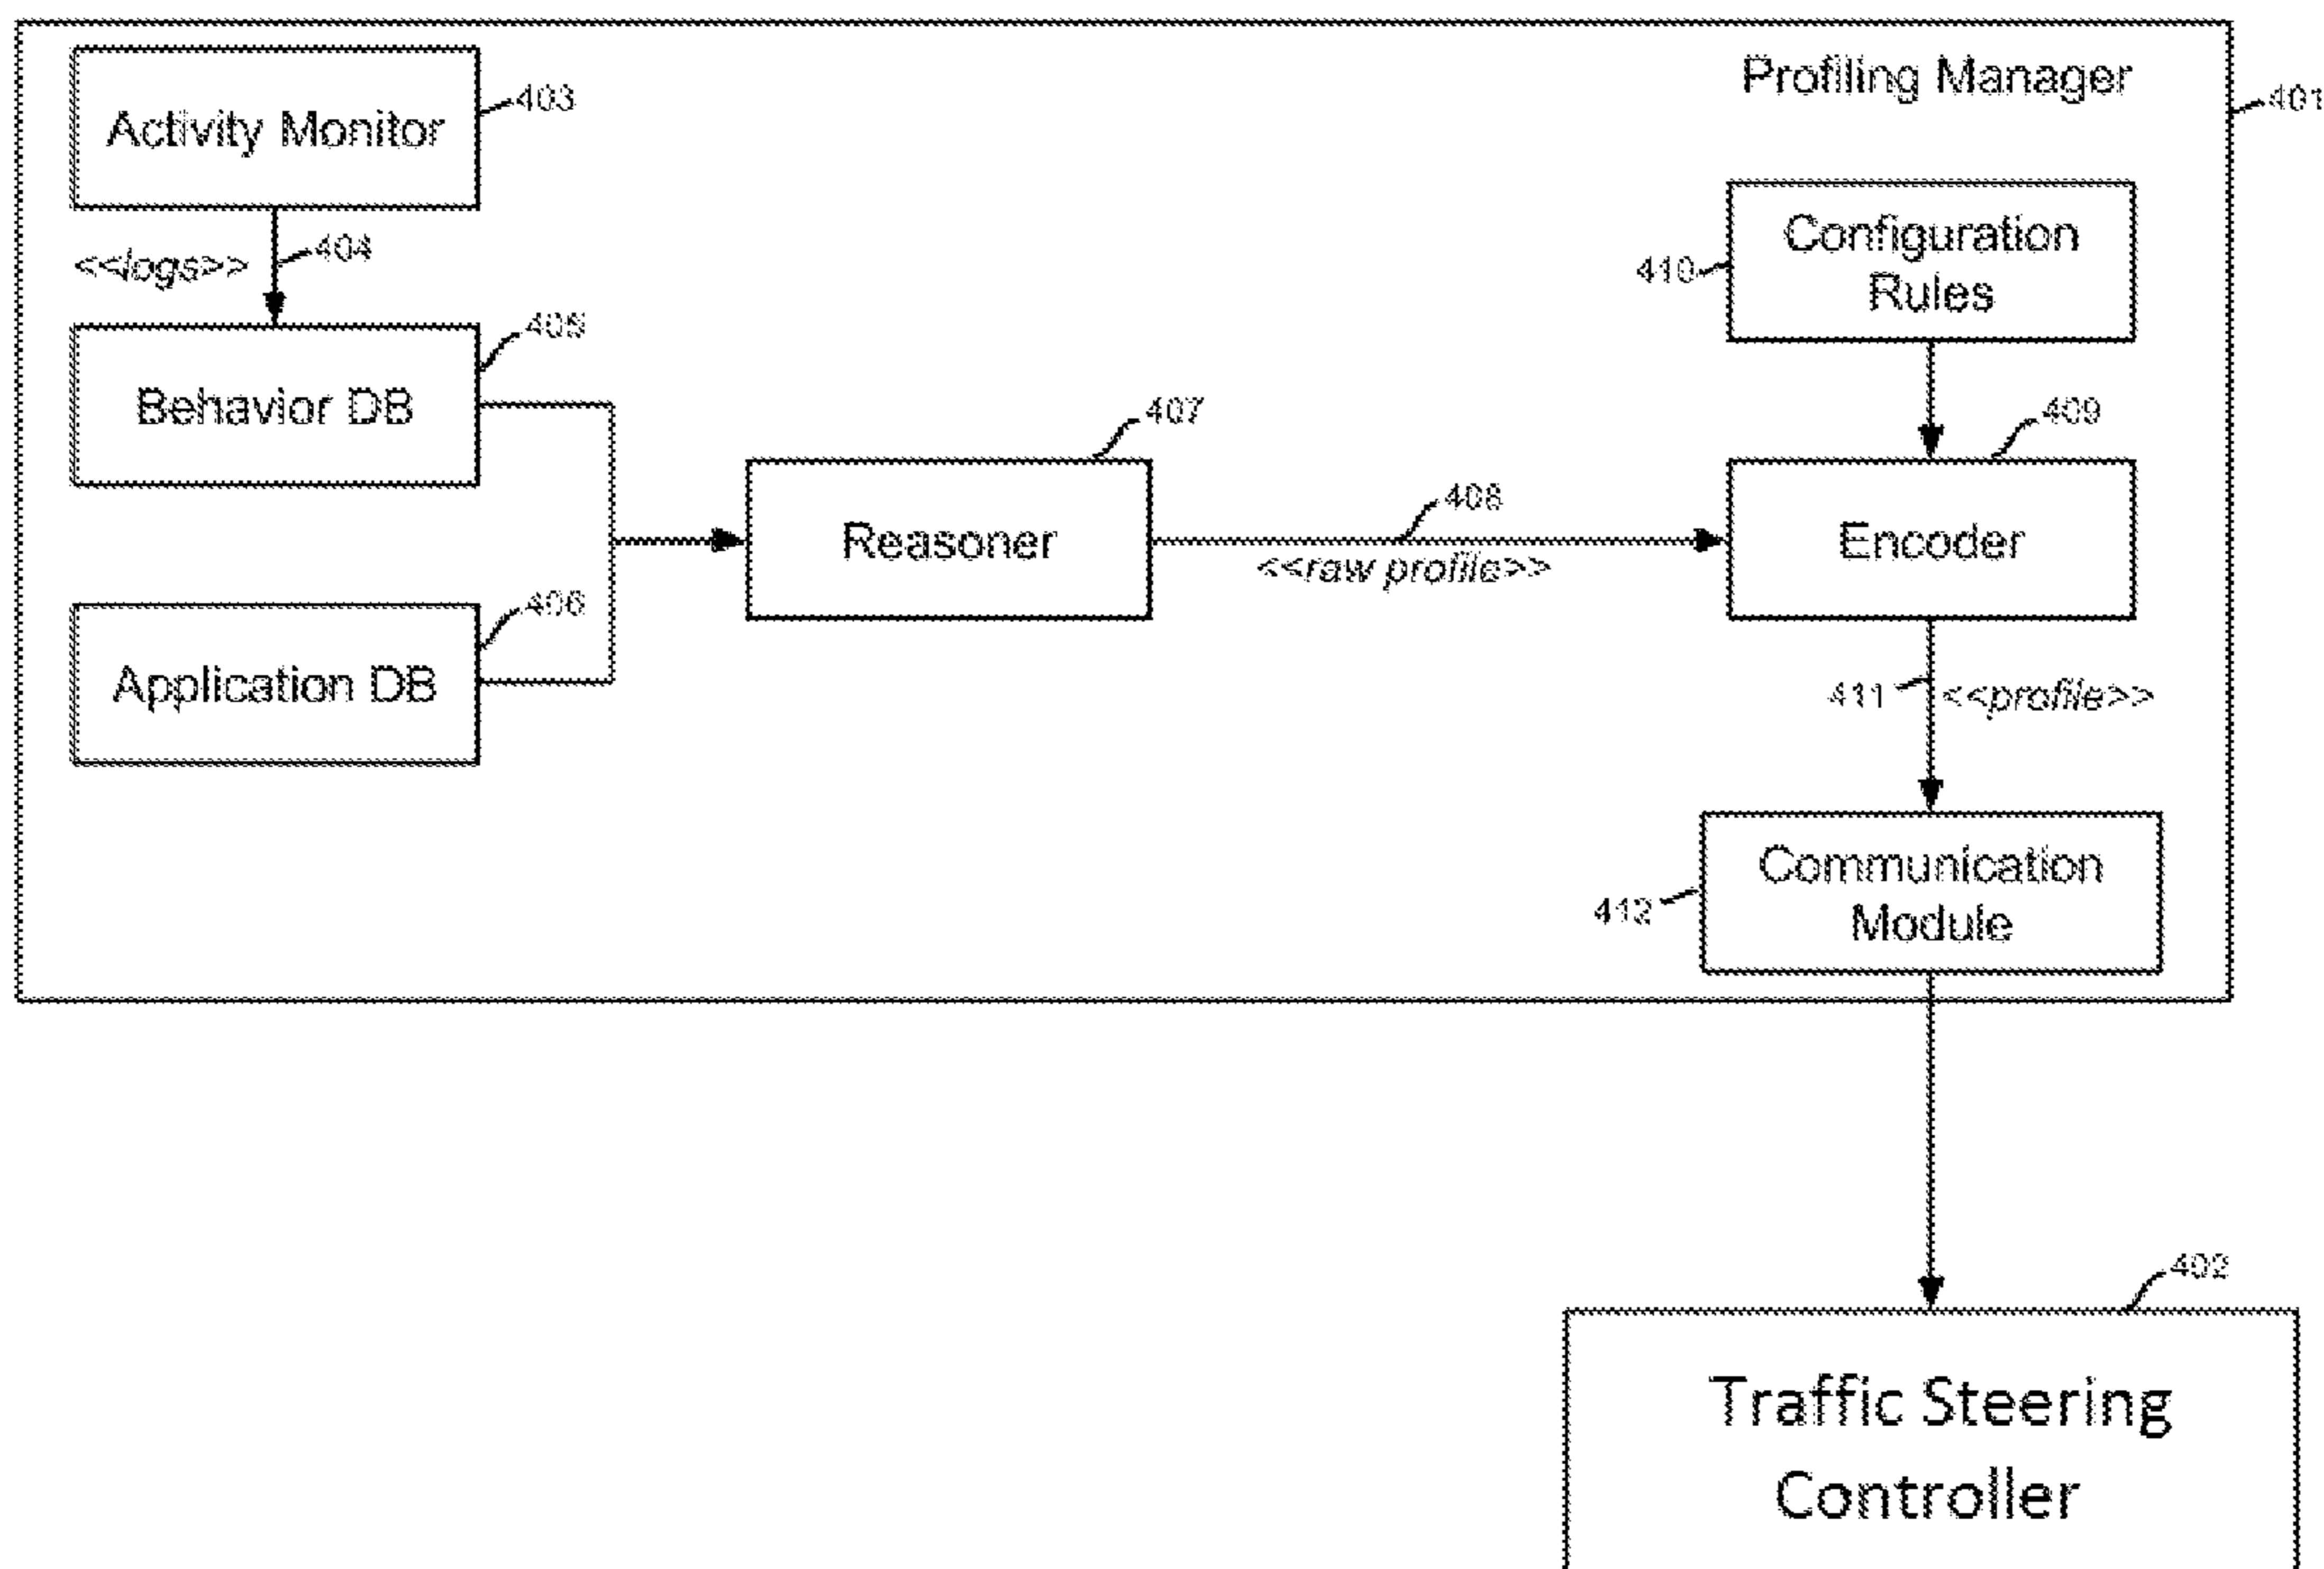 Profiling Manager
401
Activity Monitor
403
<<logs>>
404
Configuration
Rules
410
Behavior DB
405
407
409
Reasoner
408
<<raw profile>>
Encoder
Application DB
406
411
<<profile>>
Communication
Module
412
402
Traffic Steering
Controller